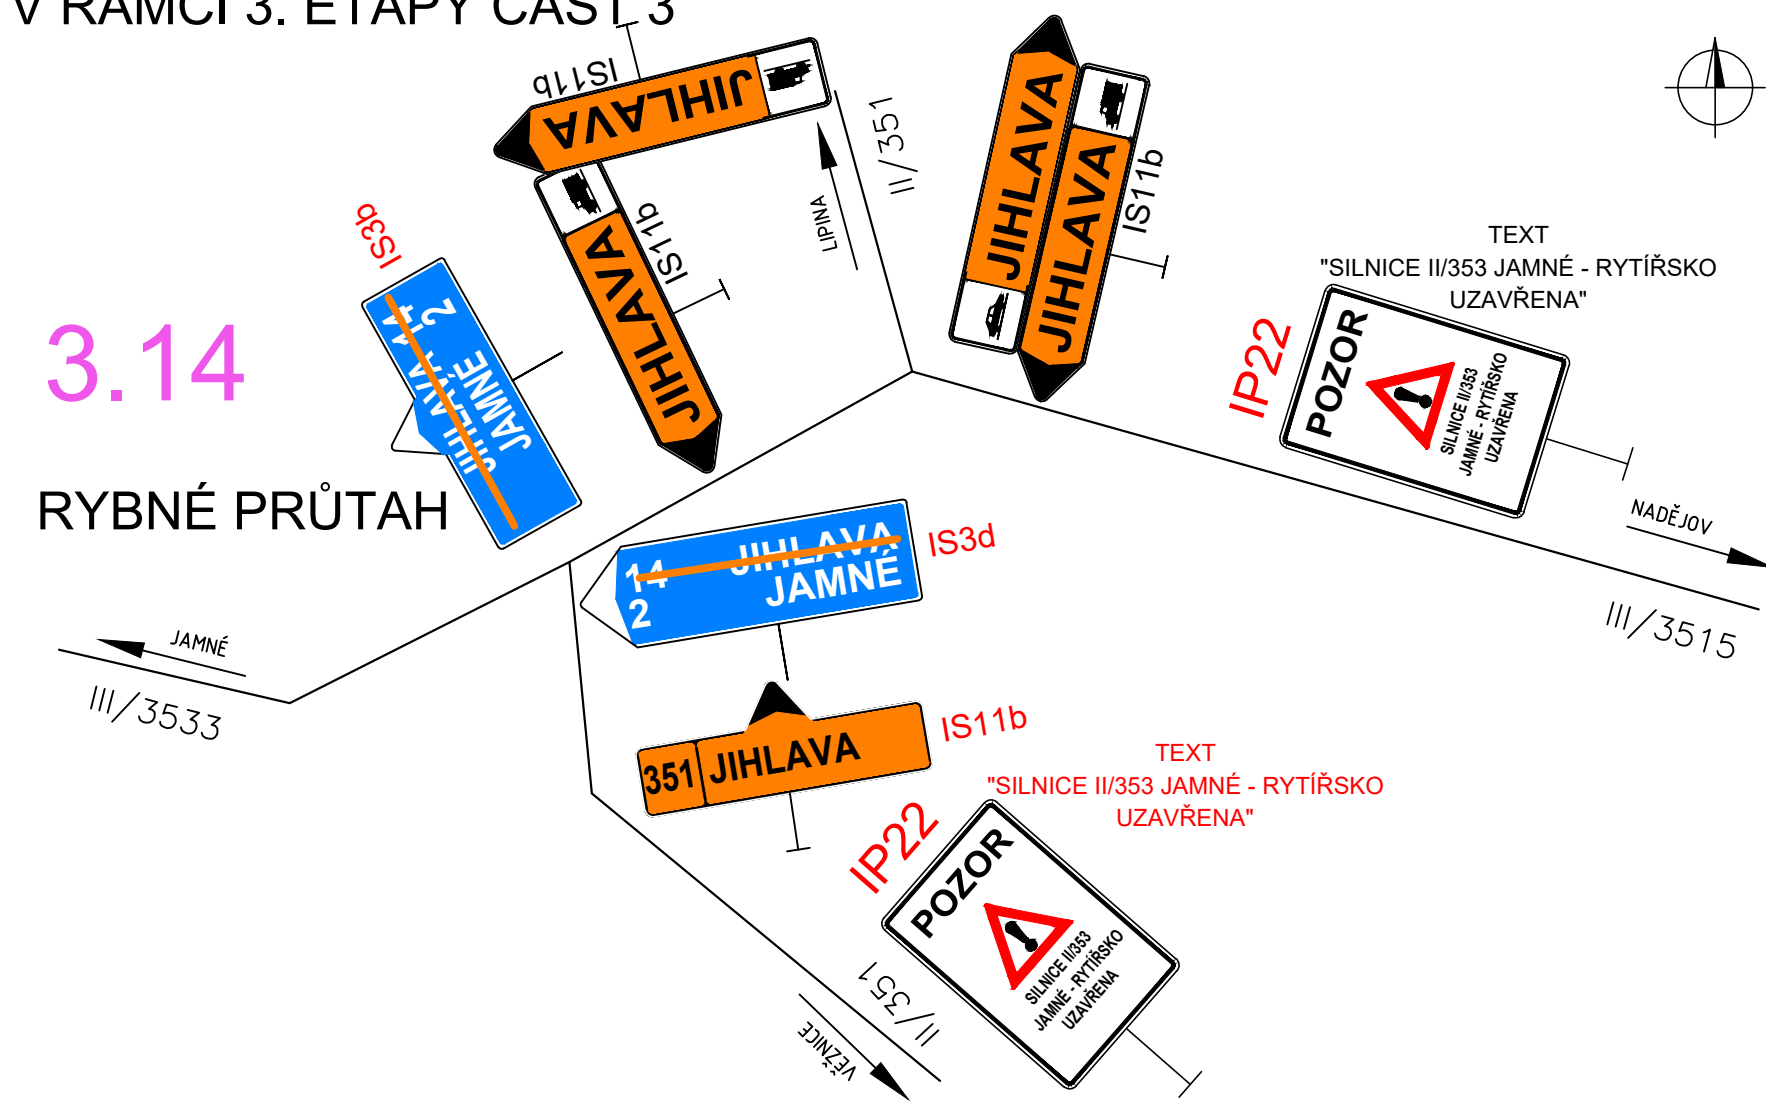 V RÁMCI 3. ETAPY ČÁST 3
IS11b
JIHLAVA
JIHLAVA
IS11b
IS3b
JIHLAVA 14
JAMNÉ 2
LIPINA
II/351
JIHLAVA
JIHLAVA
IS11b
TEXT
"SILNICE II/353 JAMNÉ - RYTÍŘSKO
UZAVŘENA"
IP22
POZOR
SILNICE II/353
JAMNÉ - RYTÍŘSKO
UZAVŘENA
NADĚJOV
III/3515
3.14
RYBNÉ PRŮTAH
JAMNÉ
III/3533
14 JIHLAVA
2 JAMNÉ
IS3d
351 JIHLAVA
IS11b
TEXT
"SILNICE II/353 JAMNÉ - RYTÍŘSKO
UZAVŘENA"
IP22
POZOR
SILNICE II/353
JAMNÉ - RYTÍŘSKO
UZAVŘENA
II/351
VĚŽNICE